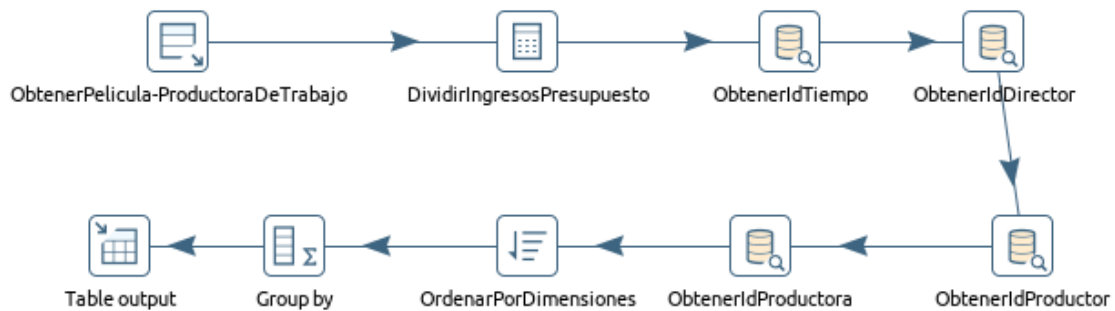 ObtenerPelicula-ProductoraDeTrabajo
DividirIngresosPresupuesto
ObtenerIdTiempo
ObtenerIdDirector
Table output
Group by
OrdenarPorDimensiones
ObtenerIdProductora
ObtenerIdProductor